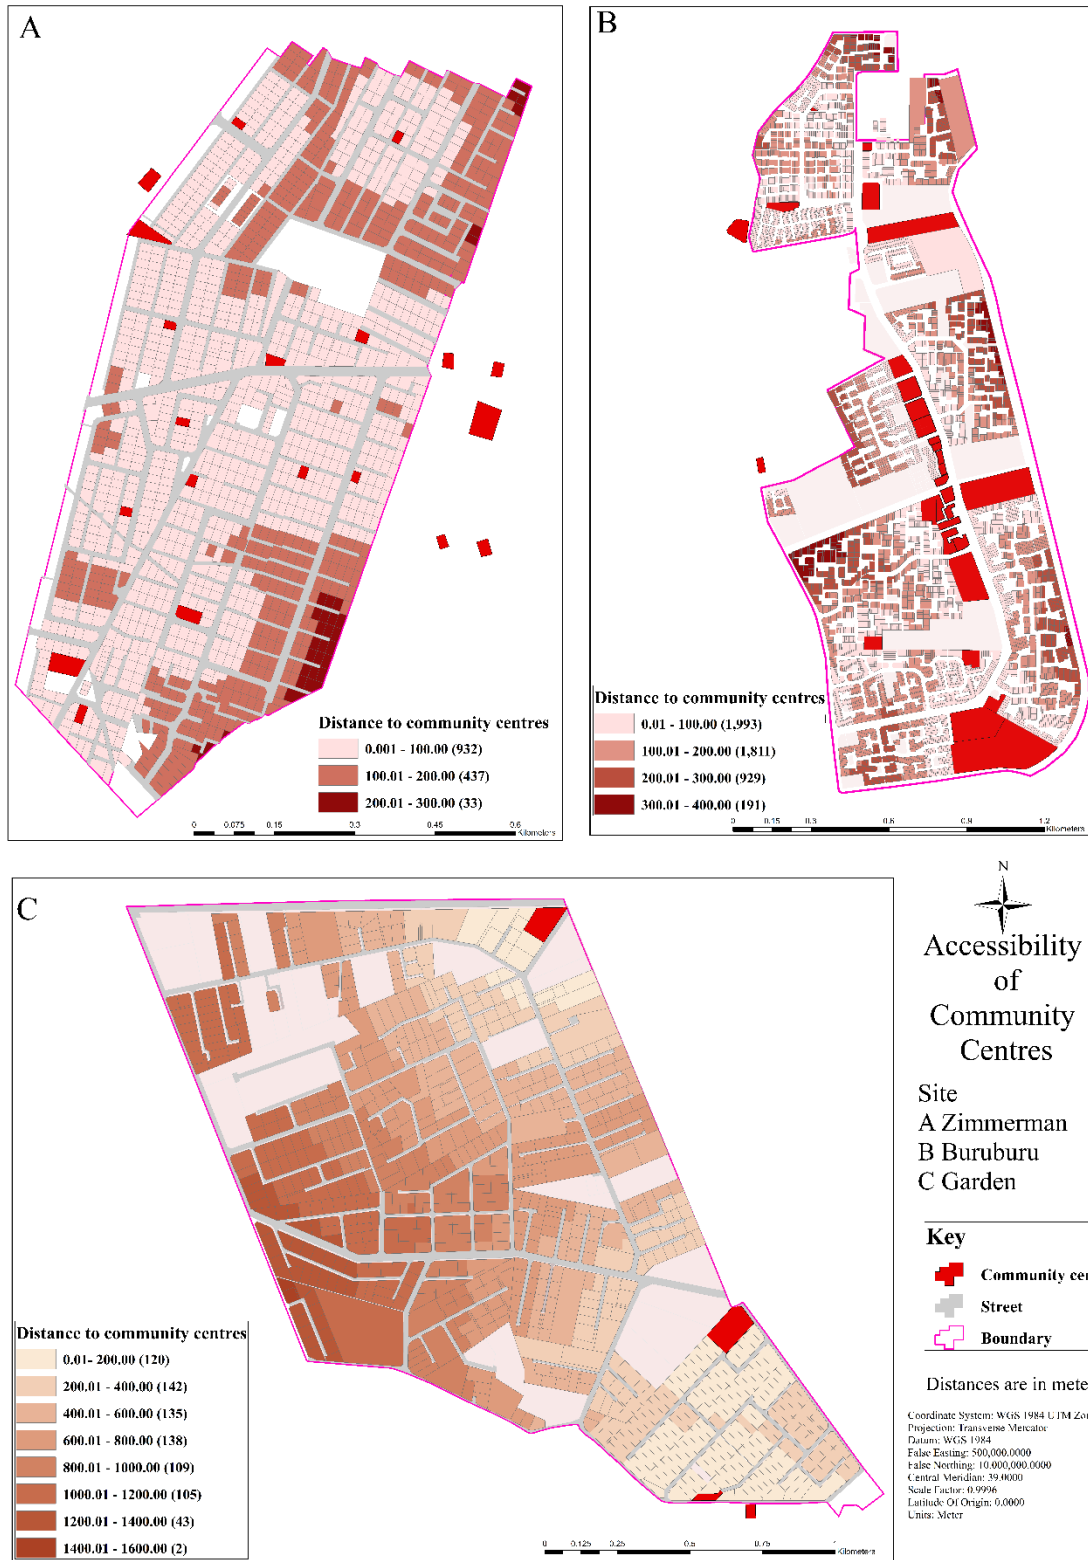 A
Distance to community centres
0.001 - 100.00 (932)
100.01 - 200.00 (437)
200.01 - 300.00 (33)
0 0.075 0.15 0.3 0.45 0.6
Kilometers
B
Distance to community centres
0.01 - 100.00 (1,993)
100.01 - 200.00 (1,811)
200.01 - 300.00 (929)
300.01 - 400.00 (191)
0 0.15 0.3 0.6 0.9 1.2
Kilometers
C
Distance to community centres
0.01- 200.00 (120)
200.01 - 400.00 (142)
400.01 - 600.00 (135)
600.01 - 800.00 (138)
800.01 - 1000.00 (109)
1000.01 - 1200.00 (105)
1200.01 - 1400.00 (43)
1400.01 - 1600.00 (2)
0 0.125 0.25 0.5 0.75 1
Kilometers
N
Accessibility
of
Community
Centres
Site
A Zimmerman
B Buruburu
C Garden
Key
Community cen
Street
Boundary
Distances are in mete
Coordinate System: WGS 1984 UTM Zon
Projection: Transverse Mercator
Datum: WGS 1984
False Easting: 500,000.0000
False Northing: 10,000,000.0000
Central Meridian: 39.0000
Scale Factor: 0.9996
Latitude Of Origin: 0.0000
Units: Meter